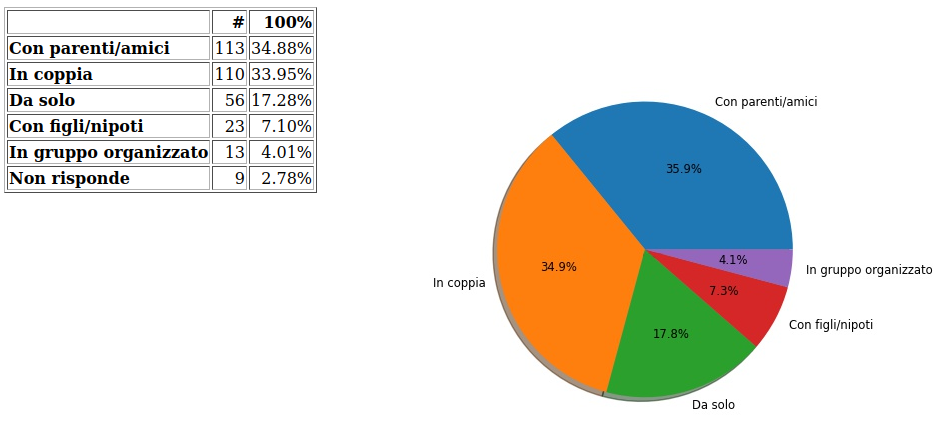 # 100%
Con parenti/amici 113 34.88%
In coppia 110 33.95%
Da solo 56 17.28%
Con figli/nipoti 23 7.10%
In gruppo organizzato 13 4.01%
Non risponde 9 2.78%
Con parenti/amici
35.9%
4.1%
34.9%
In gruppo organizzato
In coppia
7.3%
Con figli/nipoti
17.8%
Da solo